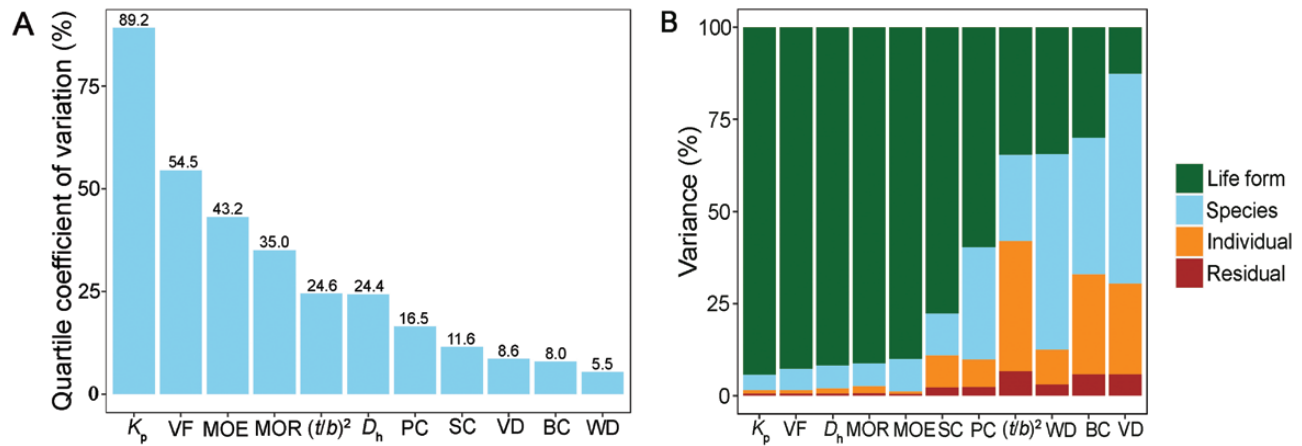 A
Quartile coefficient of variation (%)
75
50
25
0
89.2
54.5
43.2
35.0
24.6
24.4
16.5
11.6
8.6
8.0
5.5
Kp VF MOE MOR (t/b)² Dh PC SC VD BC WD
B
Variance (%)
100
75
50
25
0
Kp VF Dh MOR MOE SC PC (t/b)² WD BC VD
Life form
Species
Individual
Residual